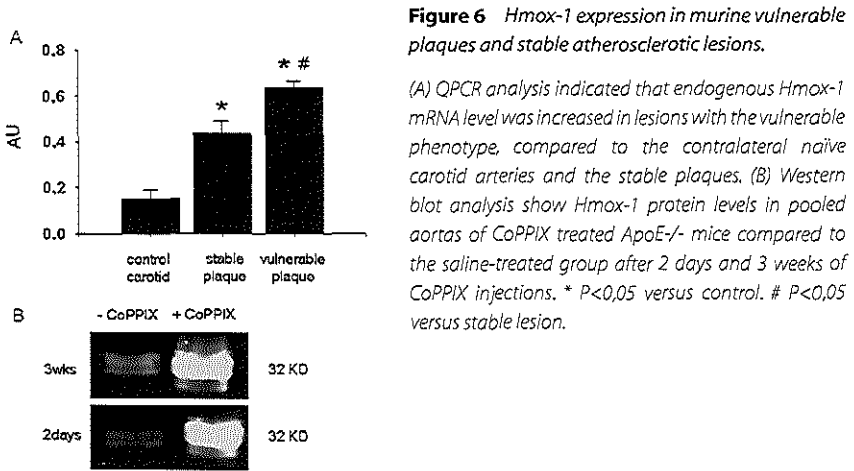 A
0.8
0.6
0.4
0.2
0.0
AU
*
* #
control carotid
stable plaque
vulnerable plaque
B
- CoPPIX + CoPPIX
3wks 32 KD
2days 32 KD
Figure 6 Hmox-1 expression in murine vulnerable
plaques and stable atherosclerotic lesions.
(A) QPCR analysis indicated that endogenous Hmox-1
mRNA level was increased in lesions with the vulnerable
phenotype, compared to the contralateral naïve
carotid arteries and the stable plaques. (B) Western
blot analysis show Hmox-1 protein levels in pooled
aortas of CoPPIX treated ApoE-/- mice compared to
the saline-treated group after 2 days and 3 weeks of
CoPPIX injections. * P<0,05 versus control. # P<0,05
versus stable lesion.